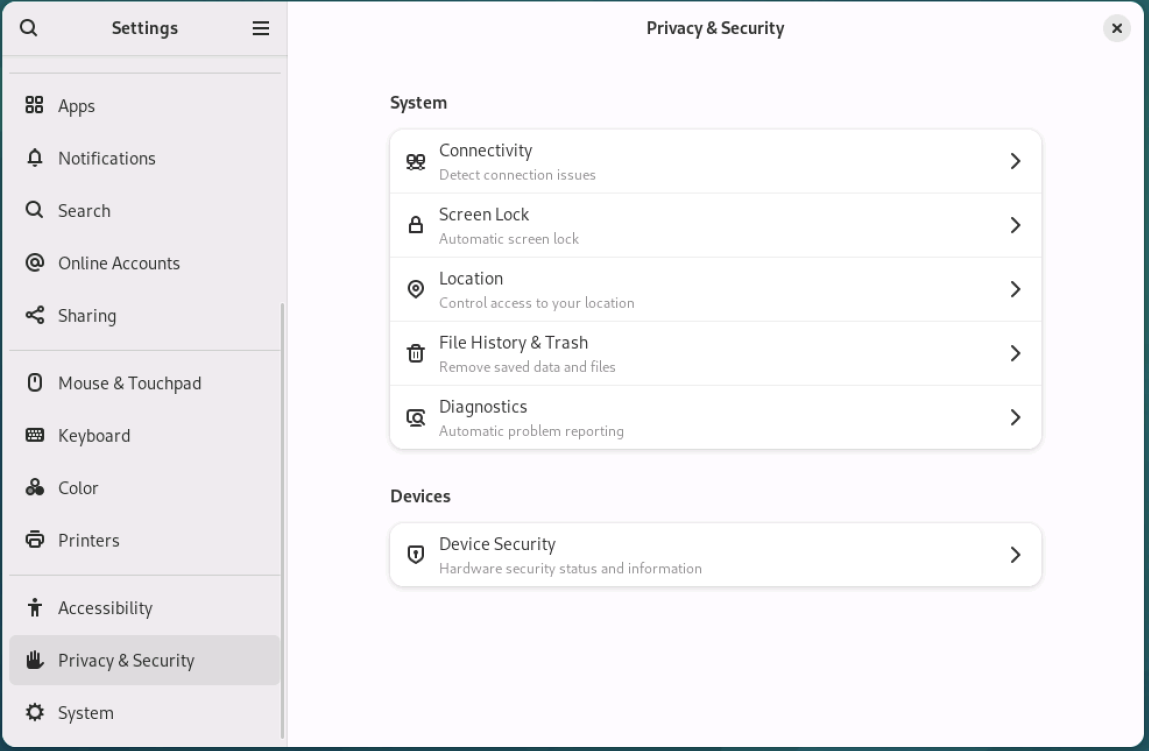 Settings
Privacy & Security
Apps
Notifications
Search
Online Accounts
Sharing
Mouse & Touchpad
Keyboard
Color
Printers
Accessibility
Privacy & Security
System
System
Connectivity
Detect connection issues
Screen Lock
Automatic screen lock
Location
Control access to your location
File History & Trash
Remove saved data and files
Diagnostics
Automatic problem reporting
Devices
Device Security
Hardware security status and information